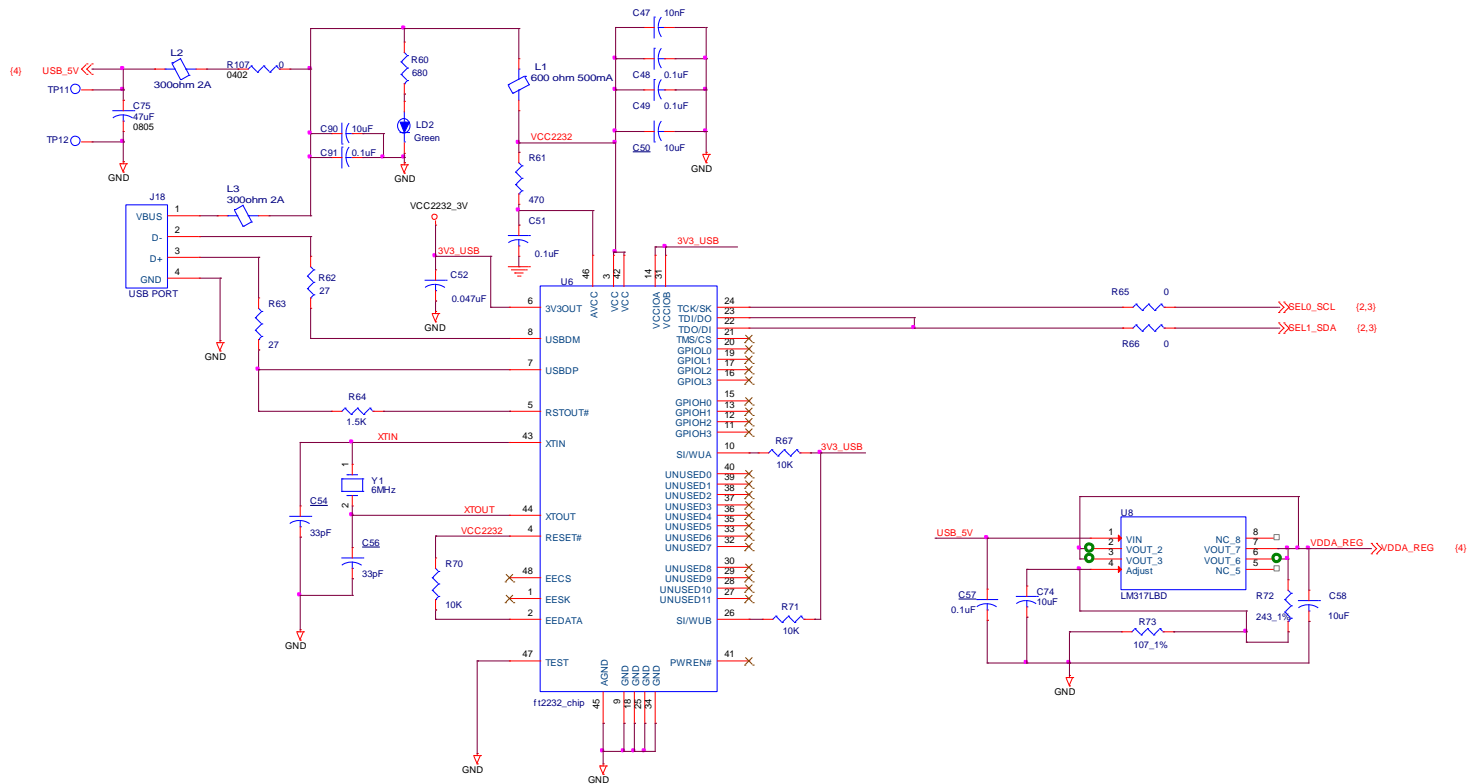 {4} USB_5V
TP11
TP12
C75
47uF
0805
GND
L2
300ohm 2A
R107 0
0402
C90 10uF
C91 0.1uF
R60
680
LD2
Green
GND
L1
600 ohm 500mA
VCC2232
C47 10nF
C48 0.1uF
C49 0.1uF
C50 10uF
GND
R61
470
C51
0.1uF
J18
VBUS 1
D- 2
D+ 3
GND 4
USB PORT
L3
300ohm 2A
GND
R62
27
R63
27
VCC2232_3V
3V3_USB
C52
0.047uF
GND
R64
1.5K
XTIN
1
Y1
6MHz
2
C54
33pF
XTOUT
C56
33pF
GND
VCC2232
R70
10K
GND
U6
46 AVCC
3 VCC
42 VCC
14 VCCIOA
31 VCCIOB
3V3_USB
6 3V3OUT
8 USBDM
7 USBDP
5 RSTOUT#
43 XTIN
44 XTOUT
4 RESET#
48 EECS
1 EESK
2 EEDATA
47 TEST
TCK/SK 24
TDI/DO 23
TDO/DI 22
TMS/CS 21
GPIOL0 20
GPIOL1 19
GPIOL2 17
GPIOL3 16
GPIOH0 15
GPIOH1 13
GPIOH2 12
GPIOH3 11
SI/WUA 10
UNUSED0 40
UNUSED1 39
UNUSED2 38
UNUSED3 37
UNUSED4 36
UNUSED5 35
UNUSED6 33
UNUSED7 32
UNUSED8 30
UNUSED9 29
UNUSED10 28
UNUSED11 27
SI/WUB 26
PWREN# 41
AGND 45
GND 9
GND 18
GND 25
GND 34
ft2232_chip
GND
R65 0
SEL0_SCL {2,3}
R66 0
SEL1_SDA {2,3}
R67
10K
3V3_USB
R71
10K
USB_5V
U8
1 VIN
2 VOUT_2
3 VOUT_3
4 Adjust
NC_8 8
VOUT_7 7
VOUT_6 6
NC_5 5
LM317LBD
VDDA_REG
VDDA_REG {4}
C57
0.1uF
C74
10uF
R72
243_1%
C58
10uF
R73
107_1%
GND